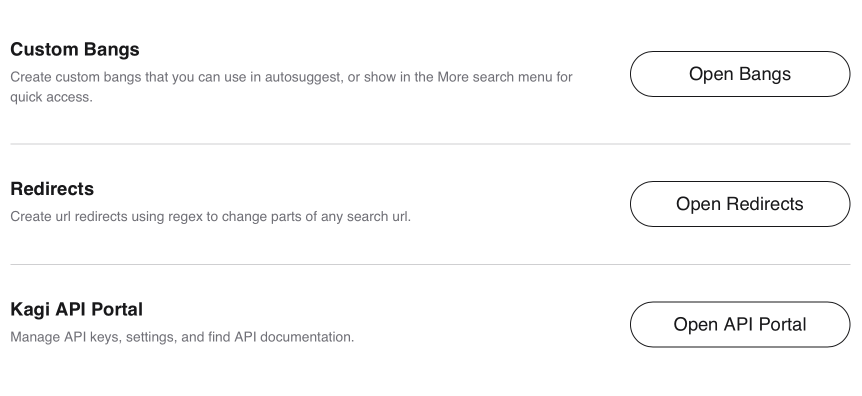 Custom Bangs
Create custom bangs that you can use in autosuggest, or show in the More search menu for
quick access.
Open Bangs
Redirects
Create url redirects using regex to change parts of any search url.
Open Redirects
Kagi API Portal
Manage API keys, settings, and find API documentation.
Open API Portal